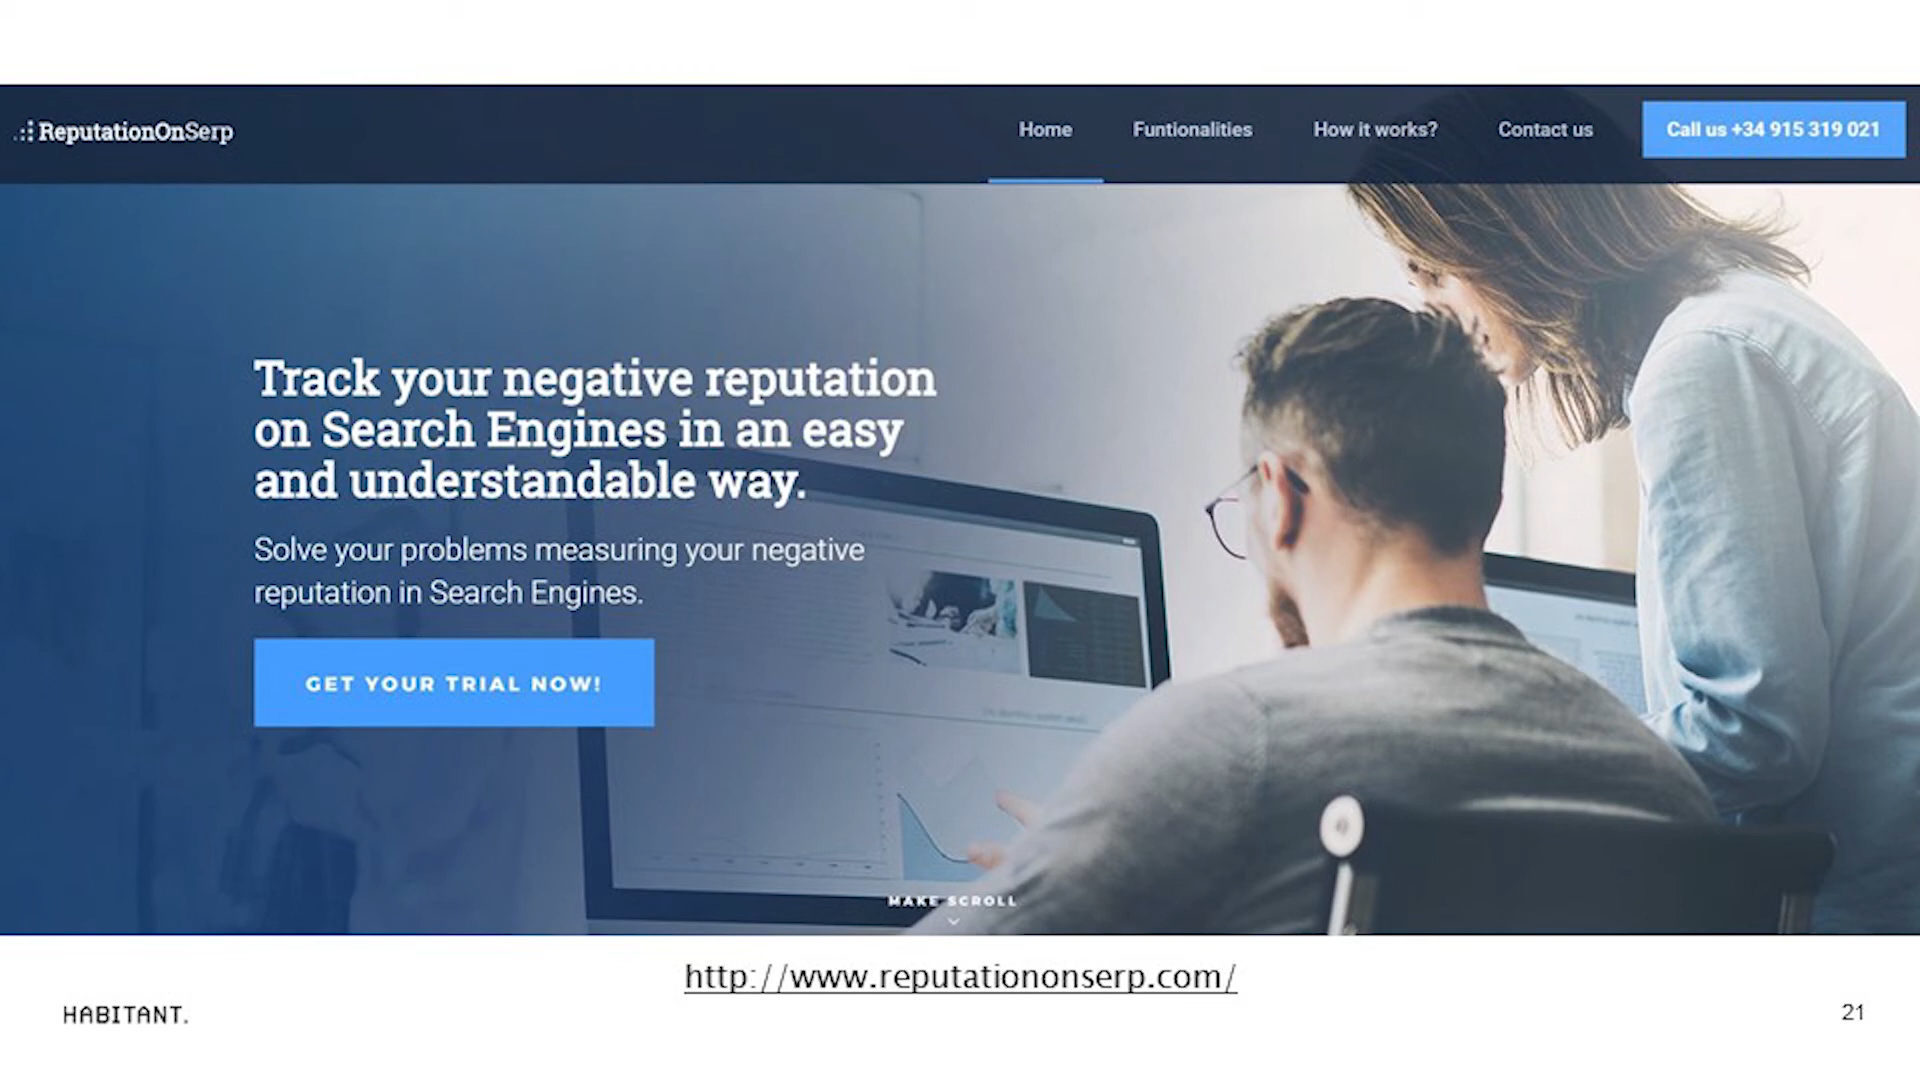 ReputationOnSerp
Home
Funtionalities
How it works?
Contact us
Call us +34 915 319 021
Track your negative reputation
on Search Engines in an easy
and understandable way.
Solve your problems measuring your negative
reputation in Search Engines.
GET YOUR TRIAL NOW!
MAKE SCROLL
http://www.reputationonserp.com/
HABITANT.
21